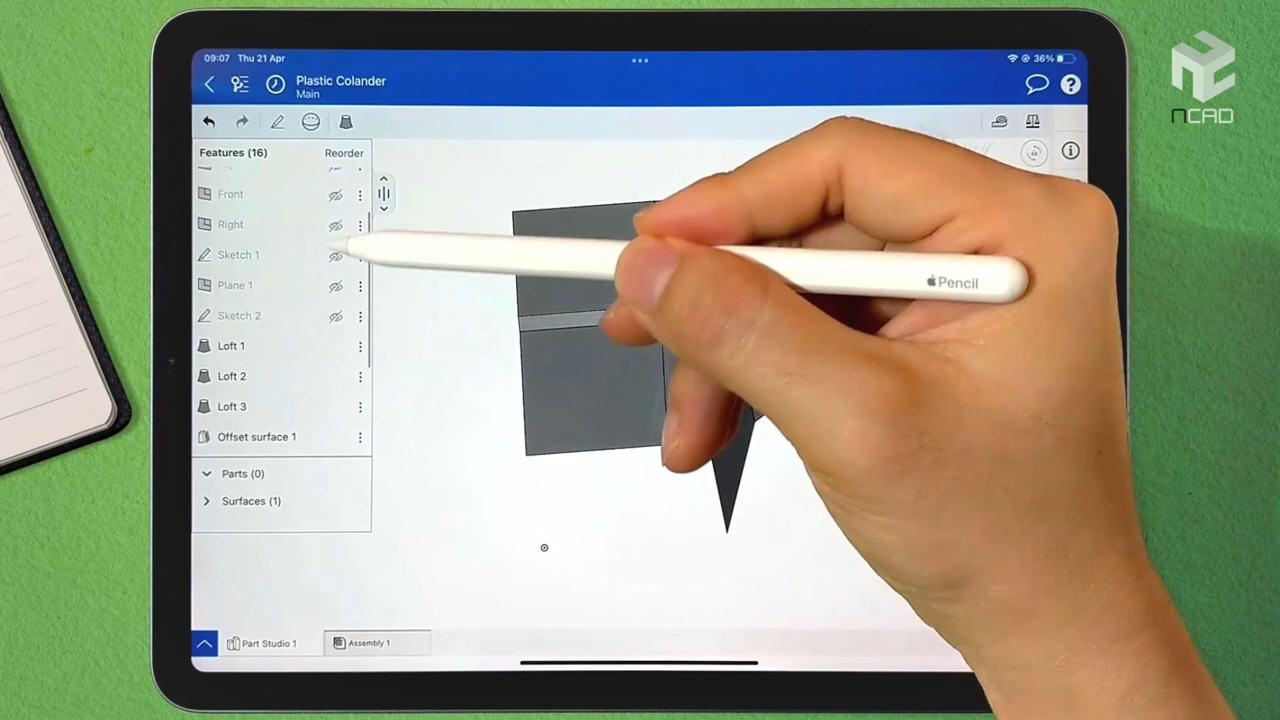 09:07 Thu 21 Apr
36%
Plastic Colander
Main
NCAD
Features (16)
Reorder
Front
Right
Sketch 1
Plane 1
Sketch 2
Loft 1
Loft 2
Loft 3
Offset surface 1
Parts (0)
Surfaces (1)
Pencil
Part Studio 1
Assembly 1